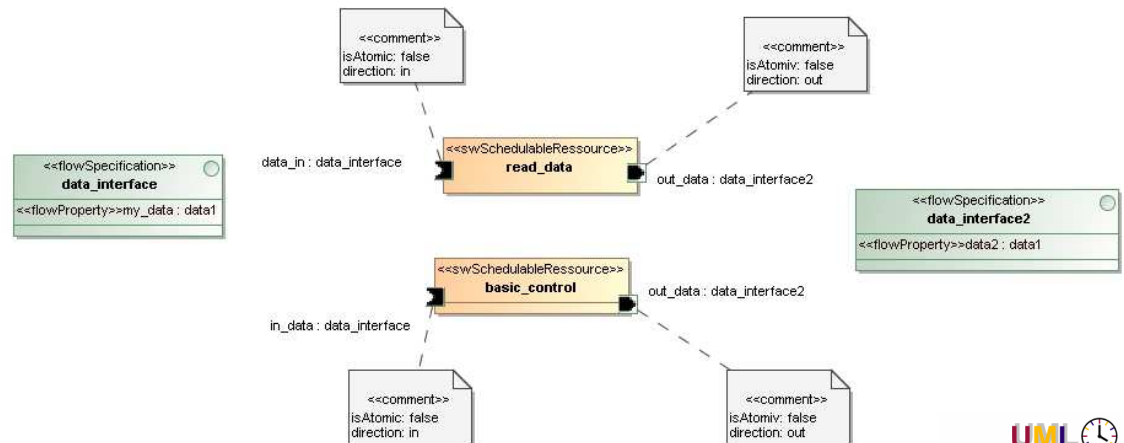 <<comment>>
isAtomic: false
direction: in
<<comment>>
isAtomiv: false
direction: out
<<flowSpecification>>
data_interface
<<flowProperty>>my_data : data1
data_in : data_interface
<<swSchedulableRessource>>
read_data
out_data : data_interface2
<<flowSpecification>>
data_interface2
<<flowProperty>>data2 : data1
<<swSchedulableRessource>>
basic_control
out_data : data_interface2
in_data : data_interface
<<comment>>
isAtomic: false
direction: in
<<comment>>
isAtomiv: false
direction: out
UML